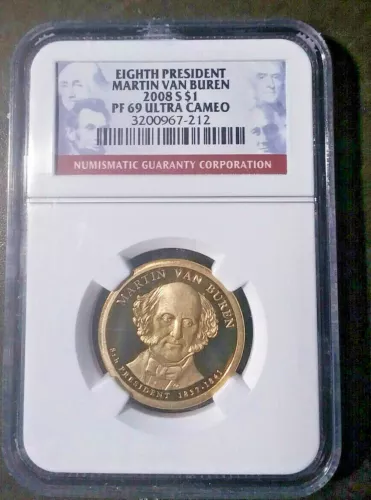 EIGHTH PRESIDENT
MARTIN VAN BUREN
2008 S $1
PF 69 ULTRA CAMEO
3200967-212
NUMISMATIC GUARANTY CORPORATION
MARTIN VAN BUREN
8th PRESIDENT 1837-1841